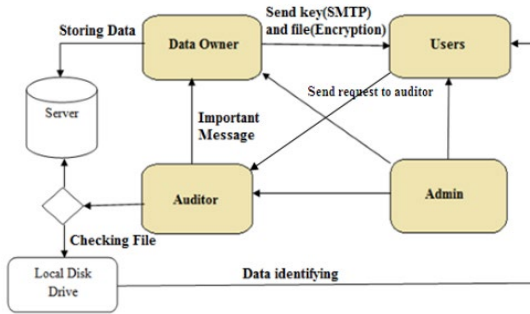 Send key(SMTP)
and file(Encryption)
Storing Data
Data Owner
Users
Server
Send request to auditor
Important
Message
Auditor
Admin
Checking File
Local Disk
Drive
Data identifying